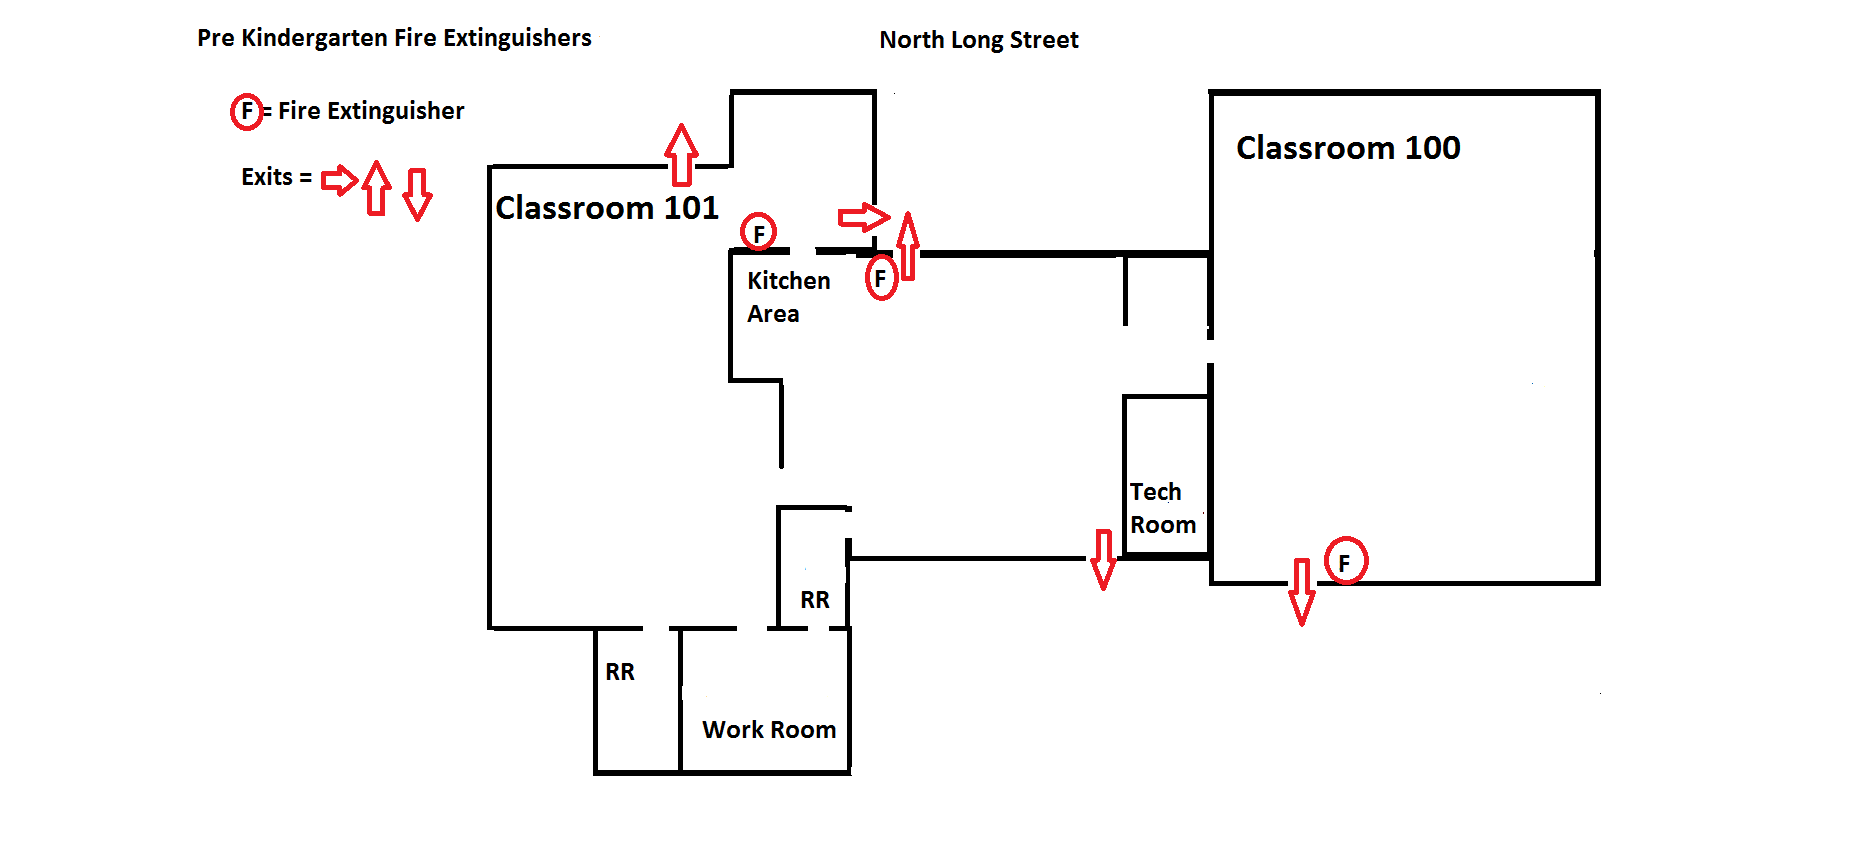 Pre Kindergarten Fire Extinguishers
North Long Street
F = Fire Extinguisher
Exits =
Classroom 101
Classroom 100
F
F
Kitchen
Area
Tech
Room
F
RR
RR
Work Room